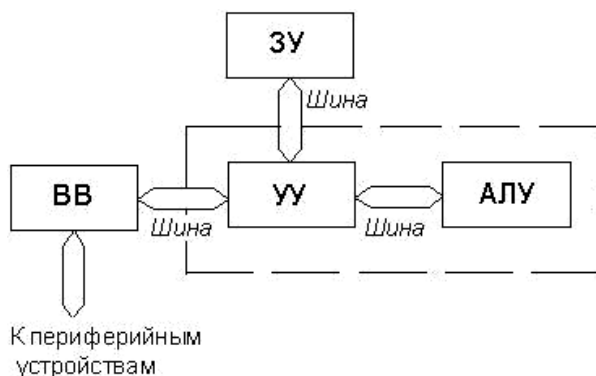 ЗУ
Шина
ВВ
УУ
АЛУ
Шина
Шина
К периферийным
устройствам